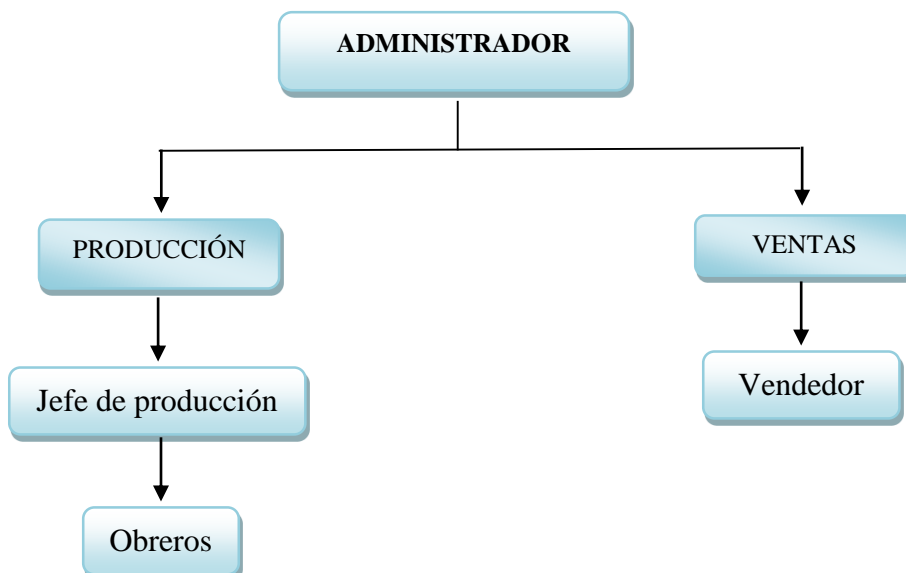 ADMINISTRADOR
PRODUCCIÓN
VENTAS
Jefe de producción
Vendedor
Obreros